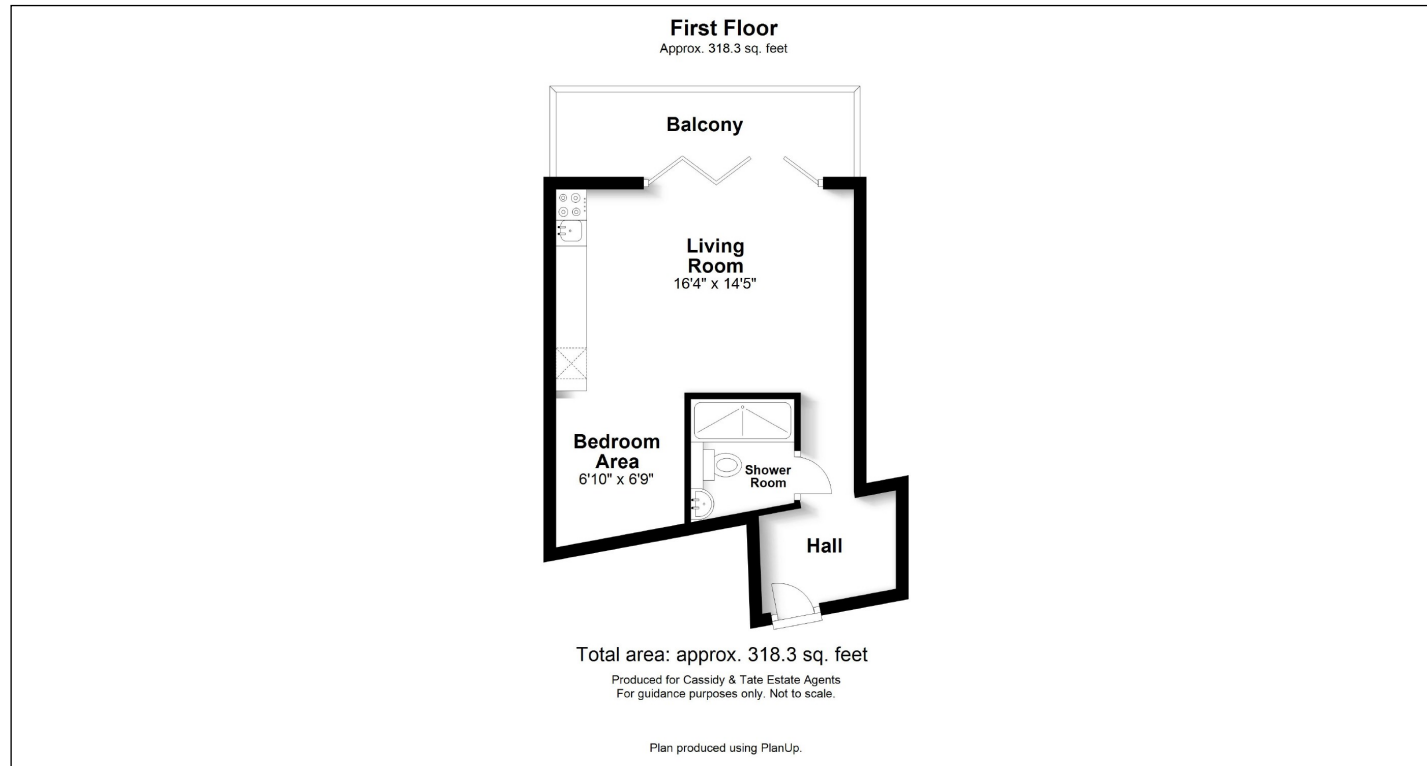 First Floor
Approx. 318.3 sq. feet
Balcony
Living
Room
16'4" x 14'5"
Bedroom
Area
6'10" x 6'9"
Shower
Room
Hall
Total area: approx. 318.3 sq. feet
Produced for Cassidy & Tate Estate Agents
For guidance purposes only. Not to scale.
Plan produced using PlanUp.